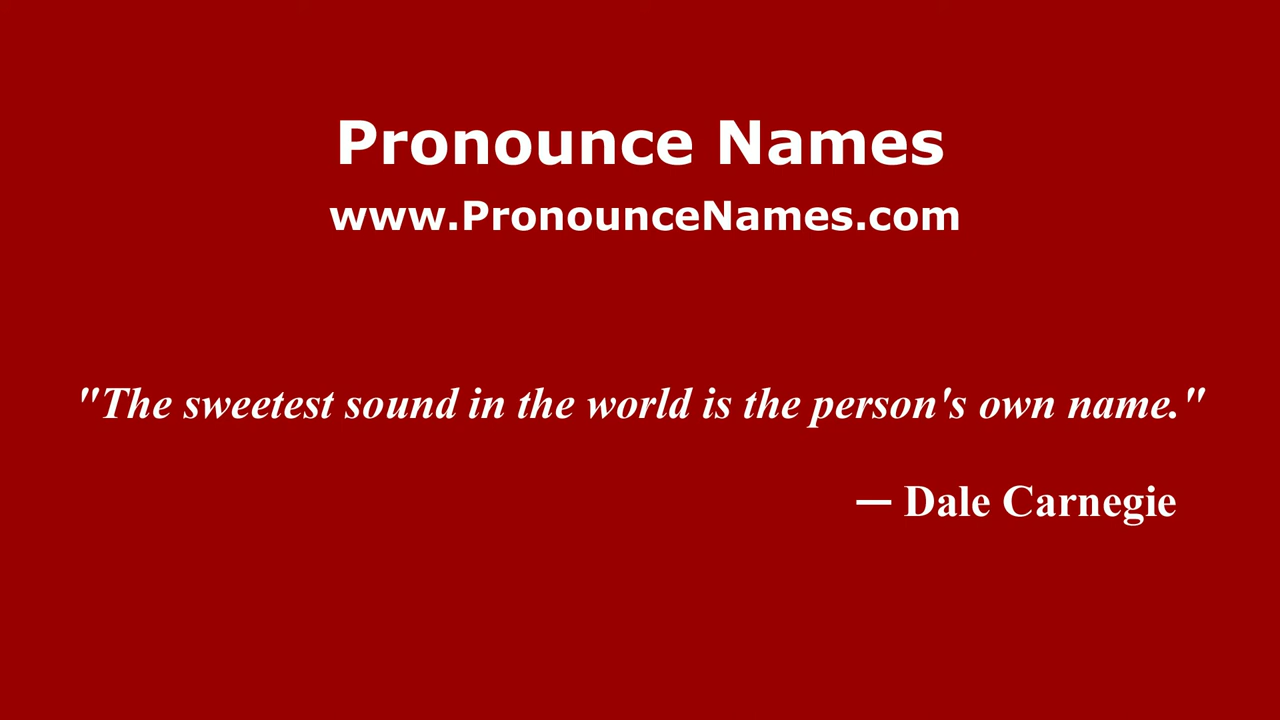 Pronounce Names
www.PronounceNames.com
"The sweetest sound in the world is the person's own name."
— Dale Carnegie